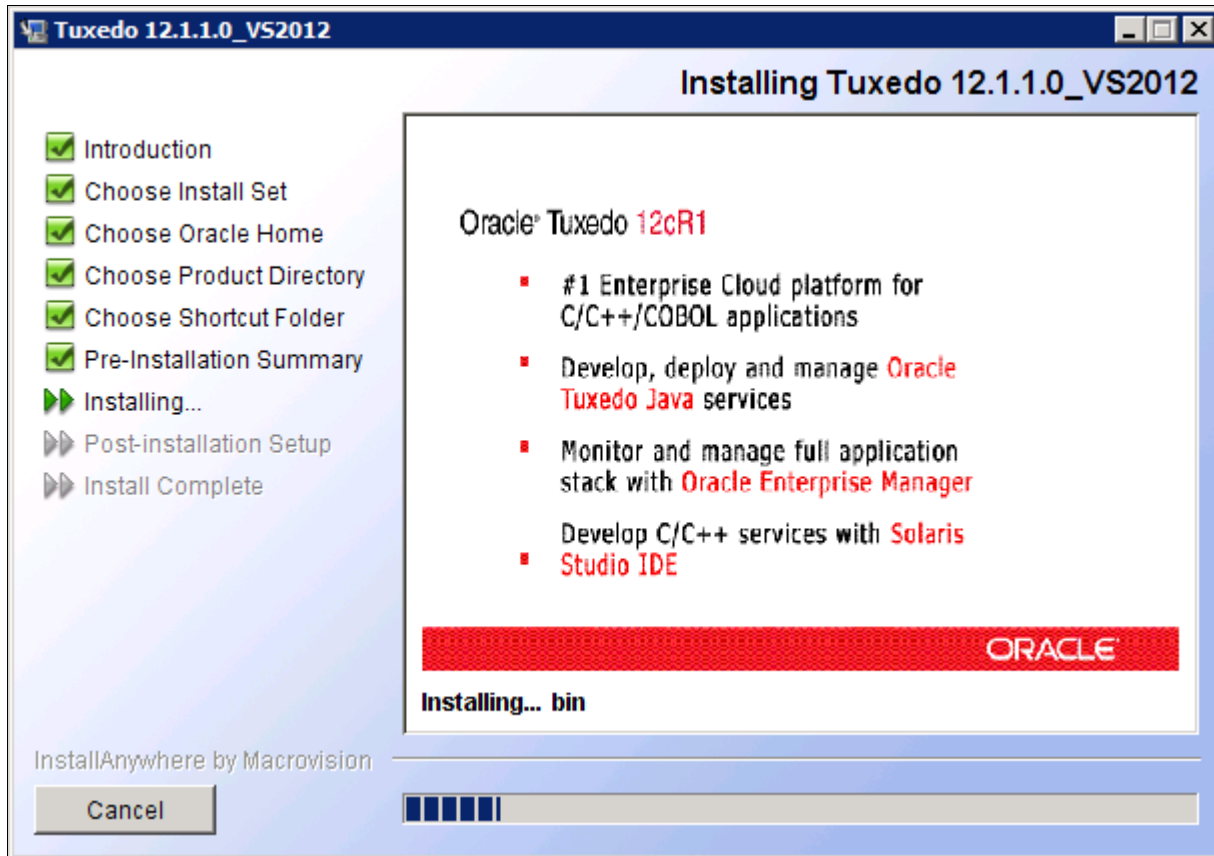 Tuxedo 12.1.1.0_VS2012
Installing Tuxedo 12.1.1.0_VS2012
Introduction
Choose Install Set
Choose Oracle Home
Choose Product Directory
Choose Shortcut Folder
Pre-Installation Summary
Installing...
Post-installation Setup
Install Complete
Oracle® Tuxedo 12cR1
▪ #1 Enterprise Cloud platform for
C/C++/COBOL applications
▪ Develop, deploy and manage Oracle
Tuxedo Java services
▪ Monitor and manage full application
stack with Oracle Enterprise Manager
Develop C/C++ services with Solaris
▪ Studio IDE
ORACLE
Installing... bin
InstallAnywhere by Macrovision
Cancel